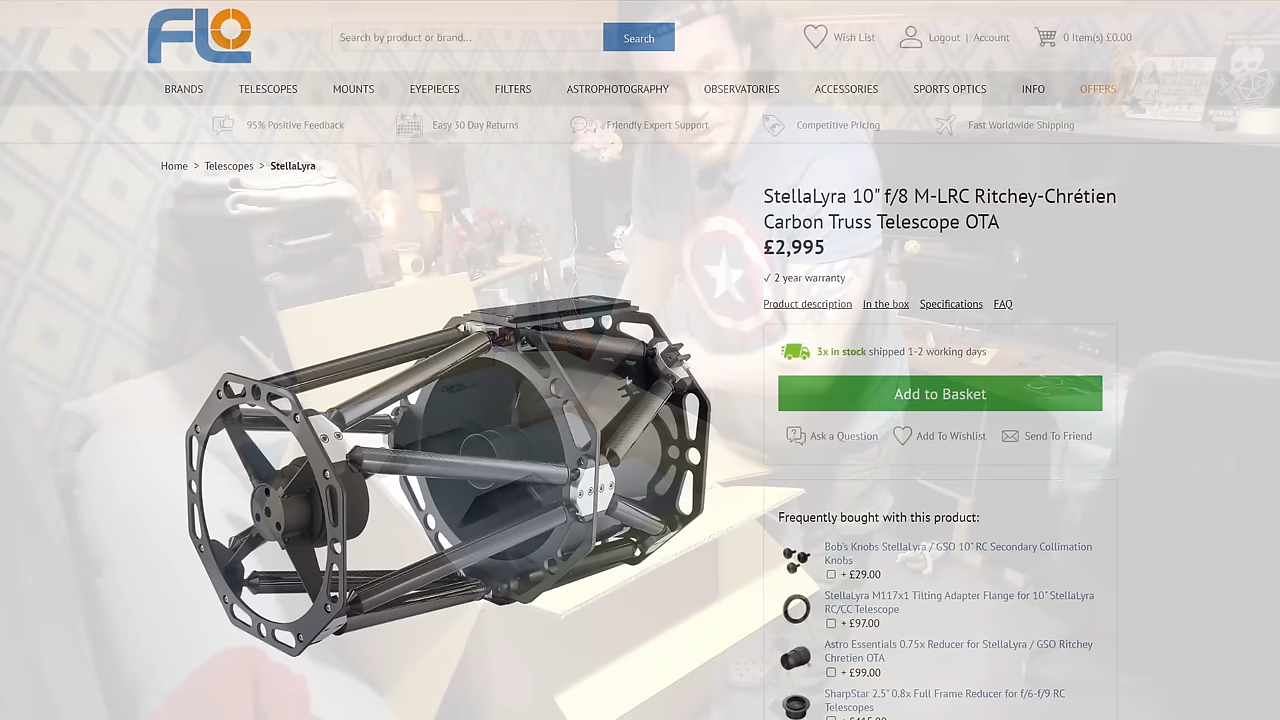 FLO
Search by product or brand...
Search
Wish List
Logout | Account
0 Item(s) £0.00
BRANDS
TELESCOPES
MOUNTS
EYEPIECES
FILTERS
ASTROPHOTOGRAPHY
OBSERVATORIES
ACCESSORIES
SPORTS OPTICS
INFO
OFFERS
95% Positive Feedback
Easy 30 Day Returns
Friendly Expert Support
Competitive Pricing
Fast Worldwide Shipping
Home > Telescopes > StellaLyra
StellaLyra 10" f/8 M-LRC Ritchey-Chrétien
Carbon Truss Telescope OTA
£2,995
✓ 2 year warranty
Product description
In the box
Specifications
FAQ
3x in stock shipped 1-2 working days
Add to Basket
Ask a Question
Add To Wishlist
Send To Friend
Frequently bought with this product:
Bob's Knobs StellaLyra / GSO 10" RC Secondary Collimation
Knobs
+ £29.00
StellaLyra M117x1 Tilting Adapter Flange for 10" StellaLyra
RC/CC Telescope
+ £97.00
Astro Essentials 0.75x Reducer for StellaLyra / GSO Ritchey
Chretien OTA
+ £99.00
SharpStar 2.5" 0.8x Full Frame Reducer for f/6-f/9 RC
Telescopes